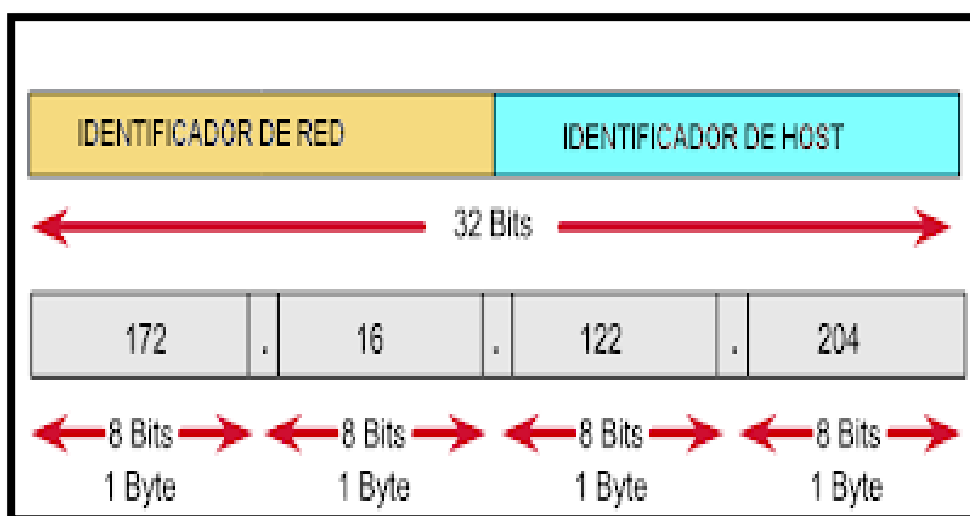 IDENTIFICADOR DE RED IDENTIFICADOR DE HOST
32 Bits
172 . 16 . 122 . 204
8 Bits 8 Bits 8 Bits 8 Bits
1 Byte 1 Byte 1 Byte 1 Byte